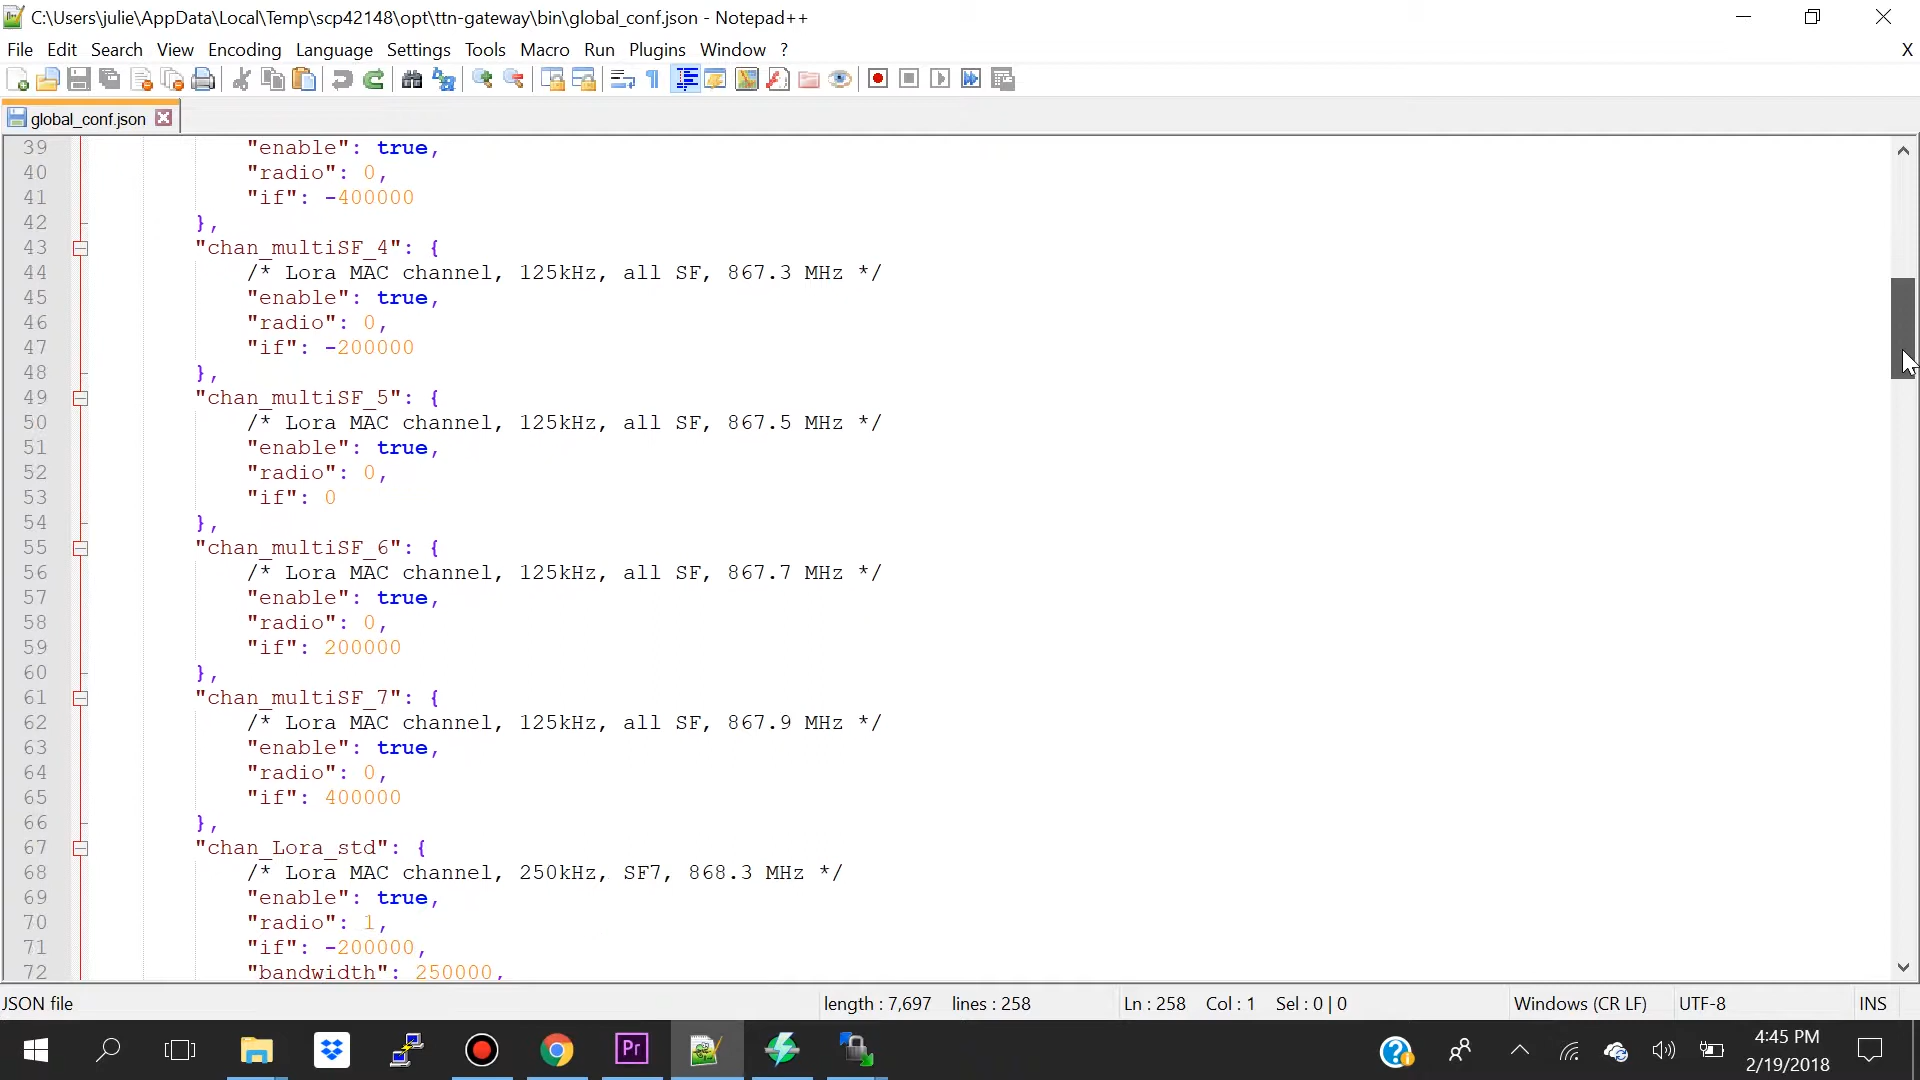 C:\Users\julie\AppData\Local\Temp\scp42148\opt\ttn-gateway\bin\global_conf.json - Notepad++
File Edit Search View Encoding Language Settings Tools Macro Run Plugins Window ? X
global_conf.json
39 "enable": true,
40 "radio": 0,
41 "if": -400000
42 },
43 "chan_multiSF_4": {
44 /* Lora MAC channel, 125kHz, all SF, 867.3 MHz */
45 "enable": true,
46 "radio": 0,
47 "if": -200000
48 },
49 "chan_multiSF_5": {
50 /* Lora MAC channel, 125kHz, all SF, 867.5 MHz */
51 "enable": true,
52 "radio": 0,
53 "if": 0
54 },
55 "chan_multiSF_6": {
56 /* Lora MAC channel, 125kHz, all SF, 867.7 MHz */
57 "enable": true,
58 "radio": 0,
59 "if": 200000
60 },
61 "chan_multiSF_7": {
62 /* Lora MAC channel, 125kHz, all SF, 867.9 MHz */
63 "enable": true,
64 "radio": 0,
65 "if": 400000
66 },
67 "chan_Lora_std": {
68 /* Lora MAC channel, 250kHz, SF7, 868.3 MHz */
69 "enable": true,
70 "radio": 1,
71 "if": -200000,
72 "bandwidth": 250000,
JSON file length : 7,697 lines : 258 Ln : 258 Col : 1 Sel : 0 | 0 Windows (CR LF) UTF-8 INS
Pr
4:45 PM
2/19/2018